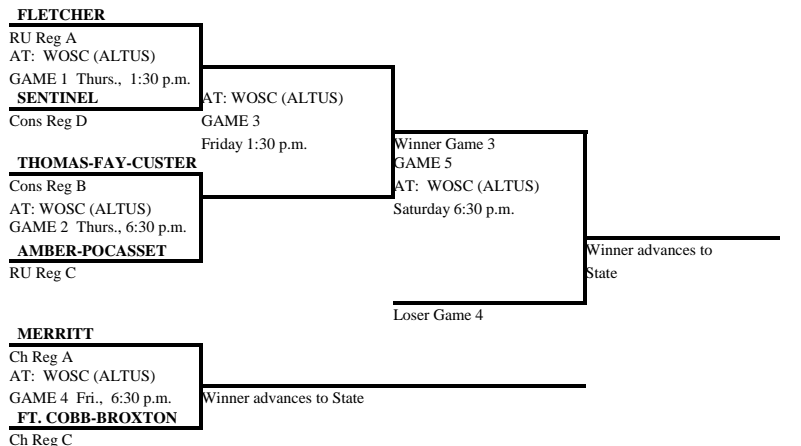 FLETCHER
RU Reg A
AT: WOSC (ALTUS)
GAME 1 Thurs., 1:30 p.m.
SENTINEL
Cons Reg D
AT: WOSC (ALTUS)
GAME 3
Friday 1:30 p.m.
THOMAS-FAY-CUSTER
Cons Reg B
AT: WOSC (ALTUS)
GAME 2 Thurs., 6:30 p.m.
AMBER-POCASSET
RU Reg C
Winner Game 3
GAME 5
AT: WOSC (ALTUS)
Saturday 6:30 p.m.
Loser Game 4
Winner advances to
State
MERRITT
Ch Reg A
AT: WOSC (ALTUS)
GAME 4 Fri., 6:30 p.m.
FT. COBB-BROXTON
Ch Reg C
Winner advances to State